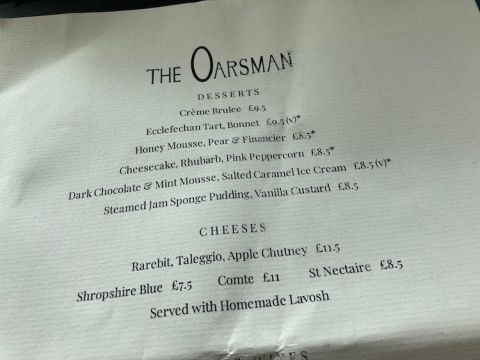 THE OARSMAN
DESSERTS
Crème Brulee £9.5
Ecclefechan Tart, Bonnet £9.5 (v)*
Honey Mousse, Pear & Financier £8.5*
Cheesecake, Rhubarb, Pink Peppercorn £8.5*
Dark Chocolate & Mint Mousse, Salted Caramel Ice Cream £8.5 (v)*
Steamed Jam Sponge Pudding, Vanilla Custard £8.5
CHEESES
Rarebit, Taleggio, Apple Chutney £11.5
Shropshire Blue £7.5 Comte £11 St Nectaire £8.5
Served with Homemade Lavosh